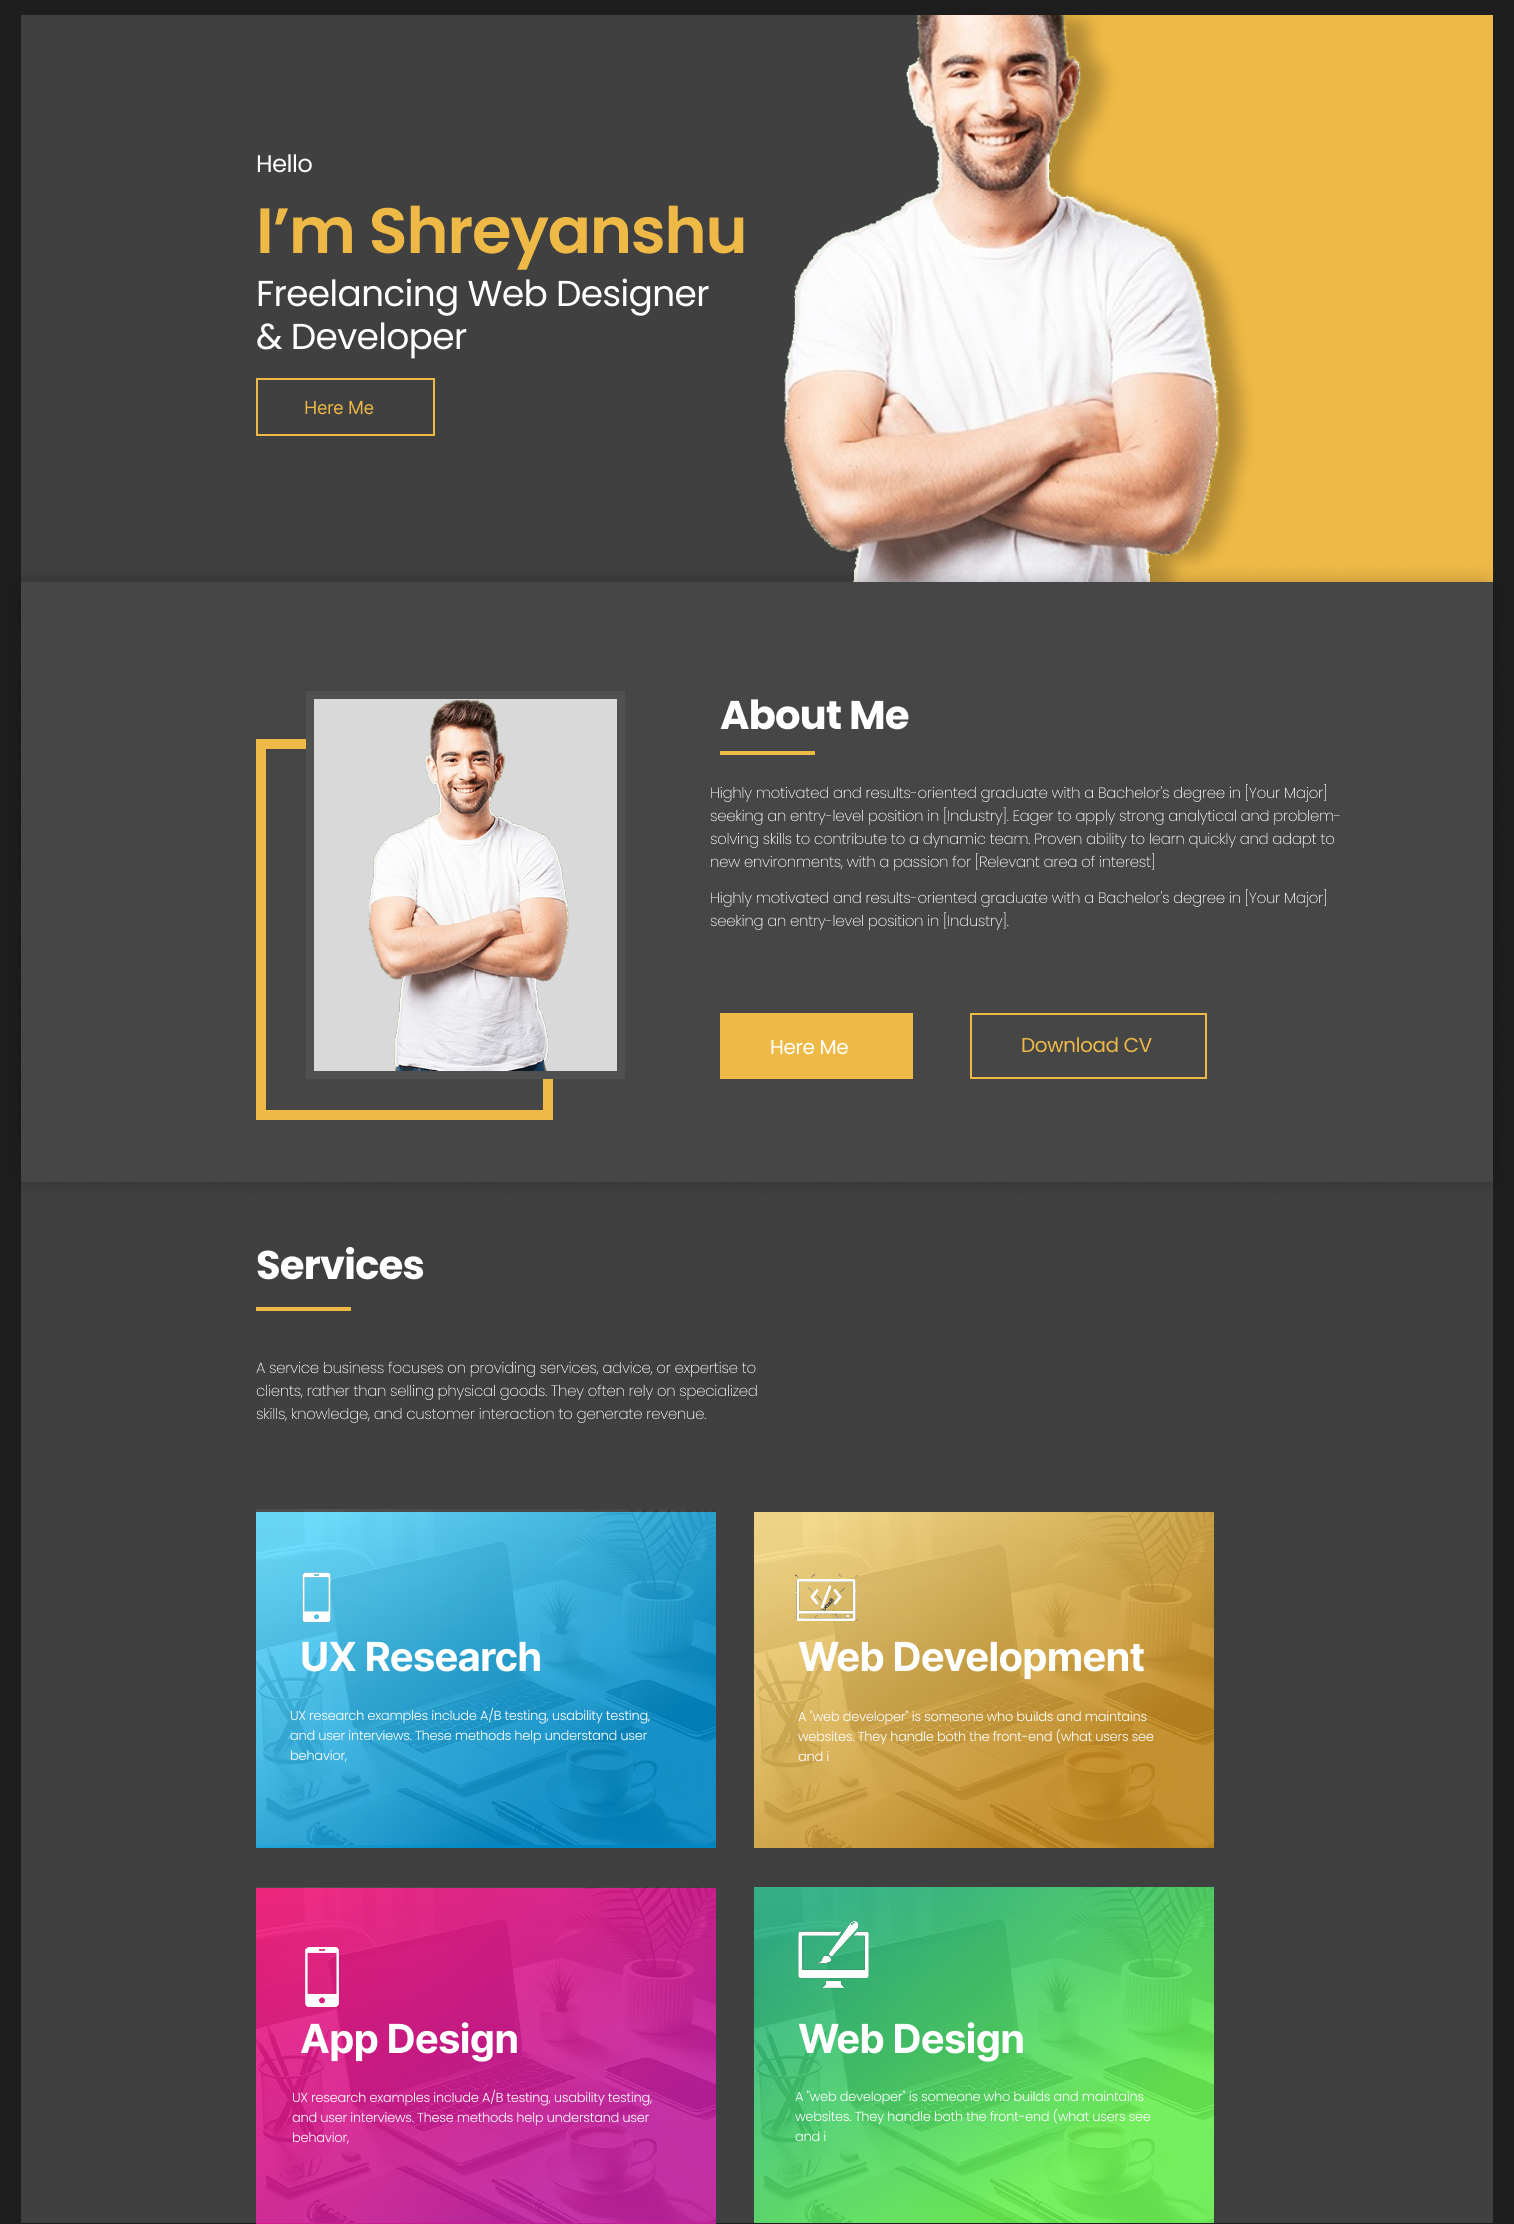 Hello
I’m Shreyanshu
Freelancing Web Designer
& Developer
Here Me
About Me
Highly motivated and results-oriented graduate with a Bachelor's degree in [Your Major]
seeking an entry-level position in [Industry]. Eager to apply strong analytical and problem-
solving skills to contribute to a dynamic team. Proven ability to learn quickly and adapt to
new environments, with a passion for [Relevant area of interest]
Highly motivated and results-oriented graduate with a Bachelor's degree in [Your Major]
seeking an entry-level position in [Industry].
Here Me
Download CV
Services
A service business focuses on providing services, advice, or expertise to
clients, rather than selling physical goods. They often rely on specialized
skills, knowledge, and customer interaction to generate revenue.
UX Research
UX research examples include A/B testing, usability testing,
and user interviews. These methods help understand user
behavior,
</>
Web Development
A "web developer" is someone who builds and maintains
websites. They handle both the front-end (what users see
and i
App Design
UX research examples include A/B testing, usability testing,
and user interviews. These methods help understand user
behavior,
Web Design
A "web developer" is someone who builds and maintains
websites. They handle both the front-end (what users see
and i